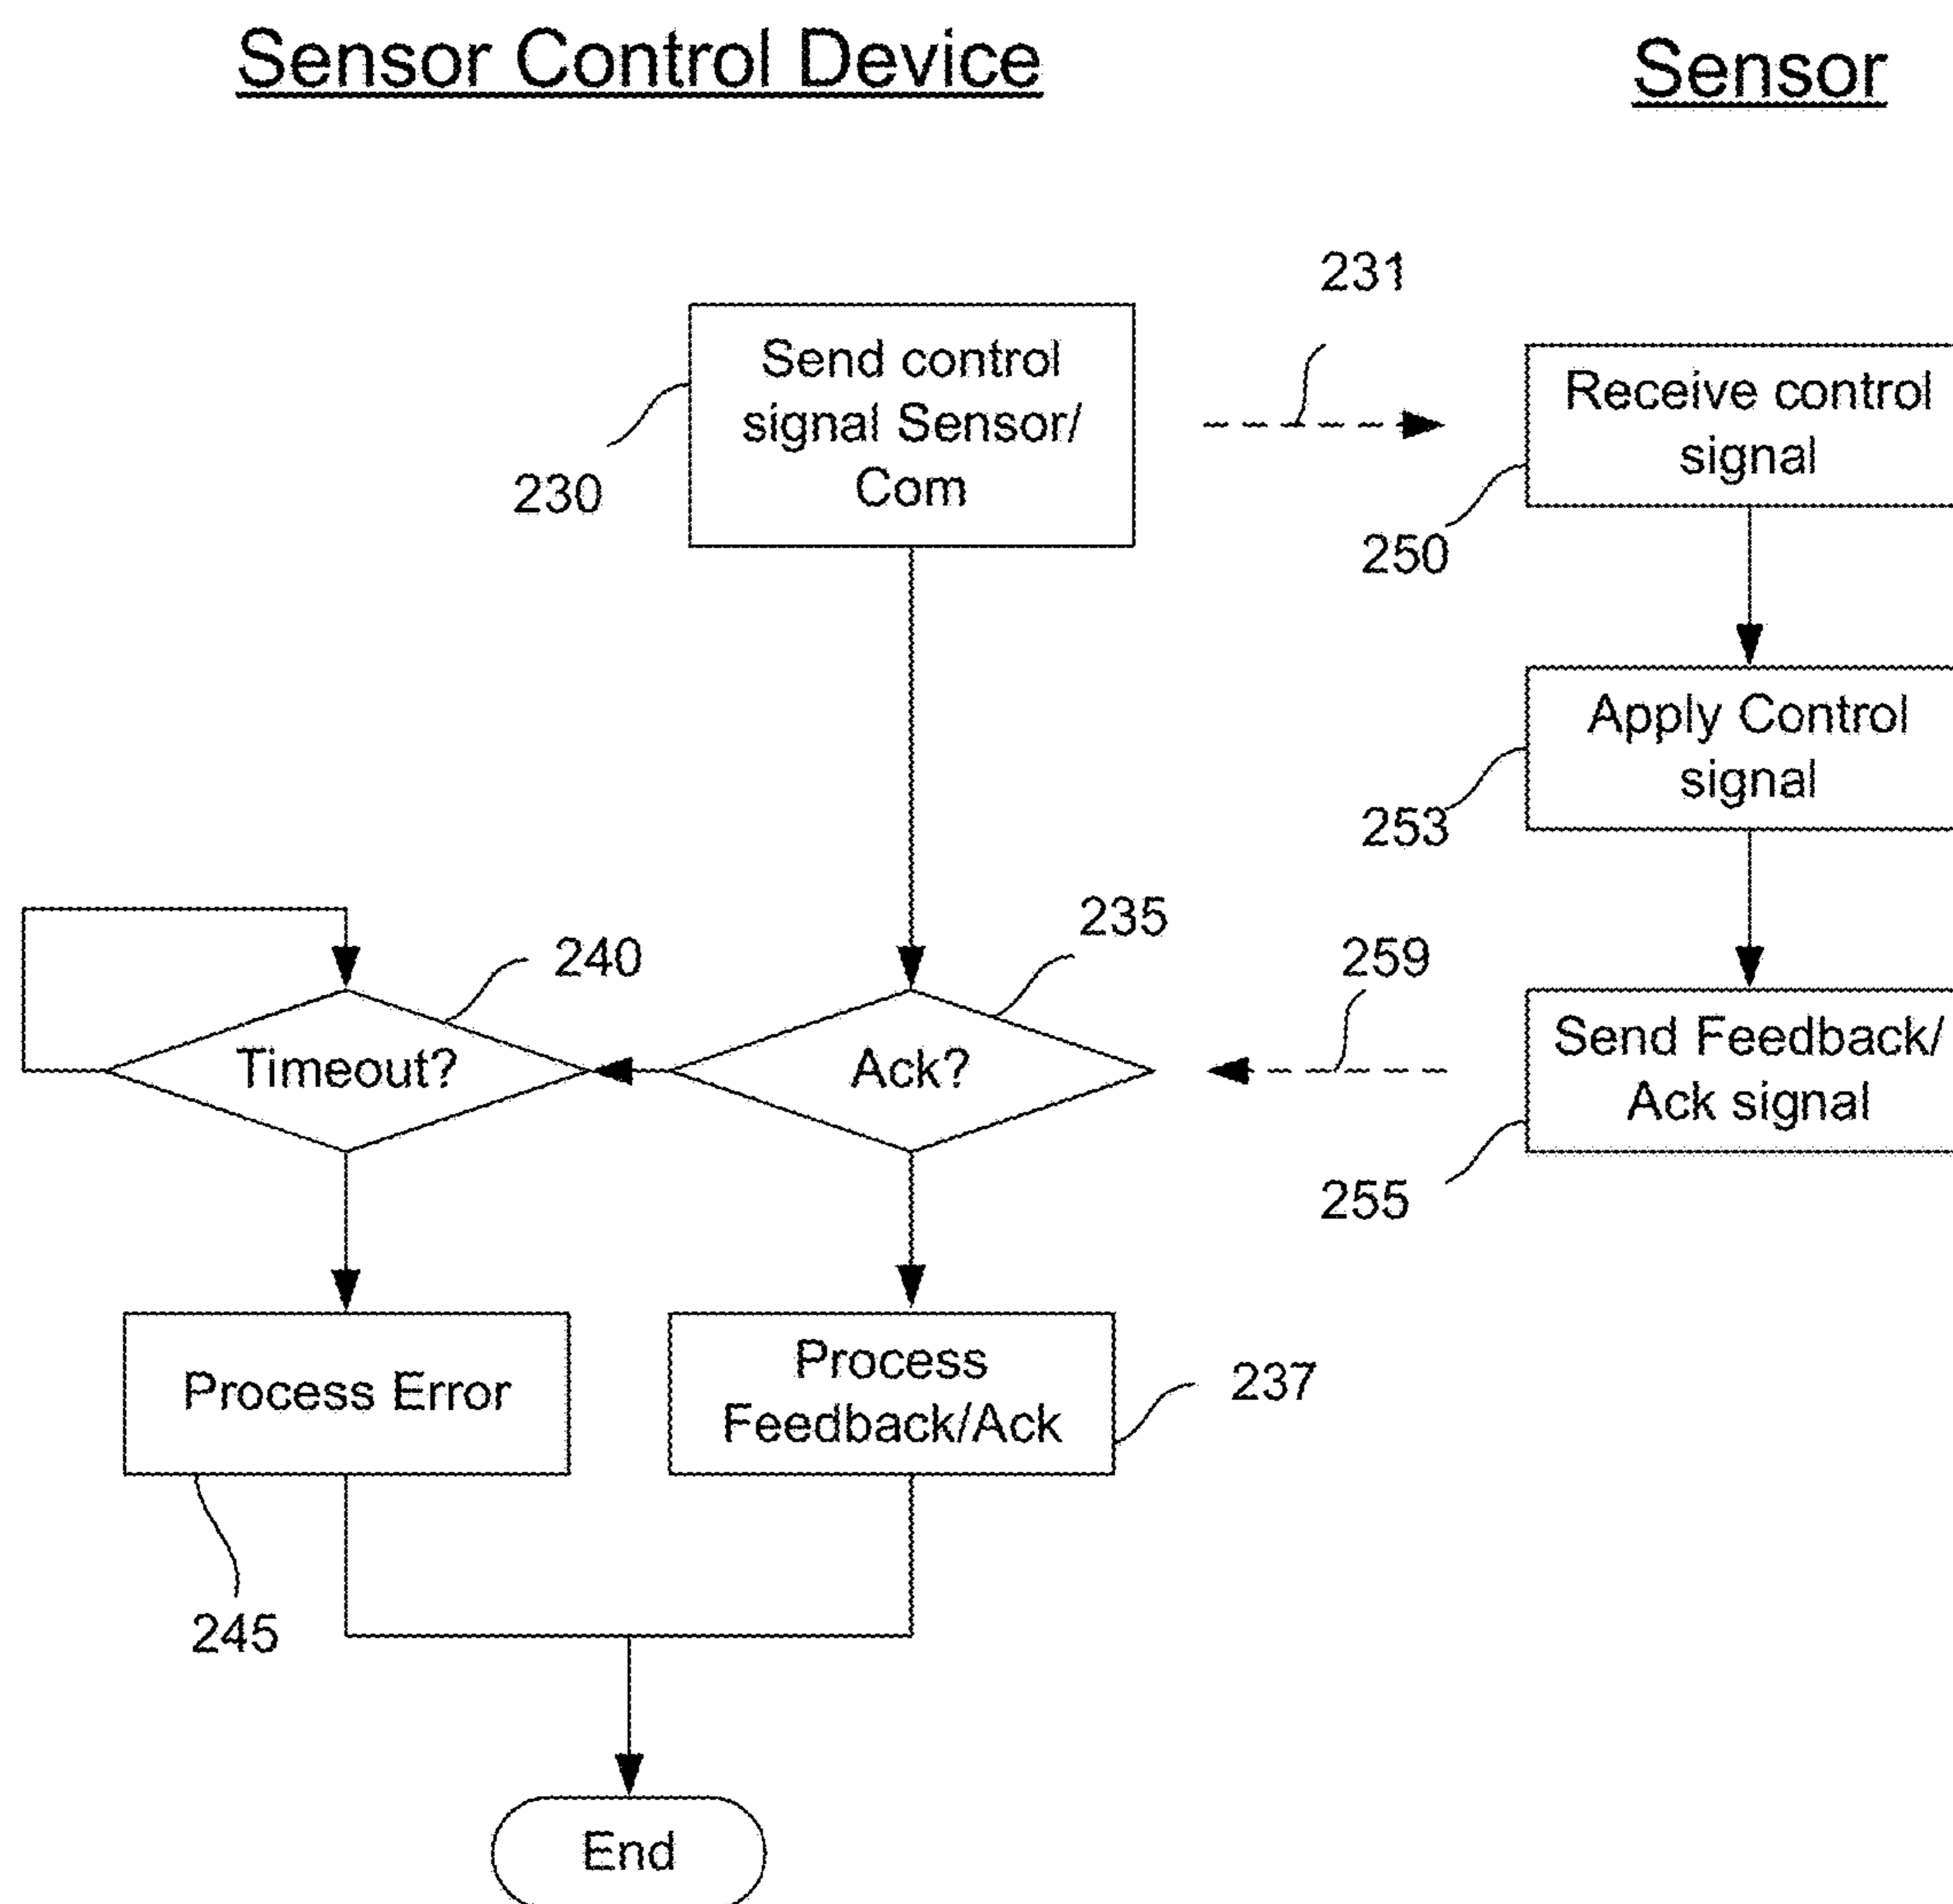 Sensor Control Device
Sensor
231
Send control
signal Sensor/
Com
230
Receive control
signal
250
Apply Control
signal
253
235
240
259
Timeout?
Ack?
Send Feedback/
Ack signal
255
Process Error
Process
Feedback/Ack
237
245
End